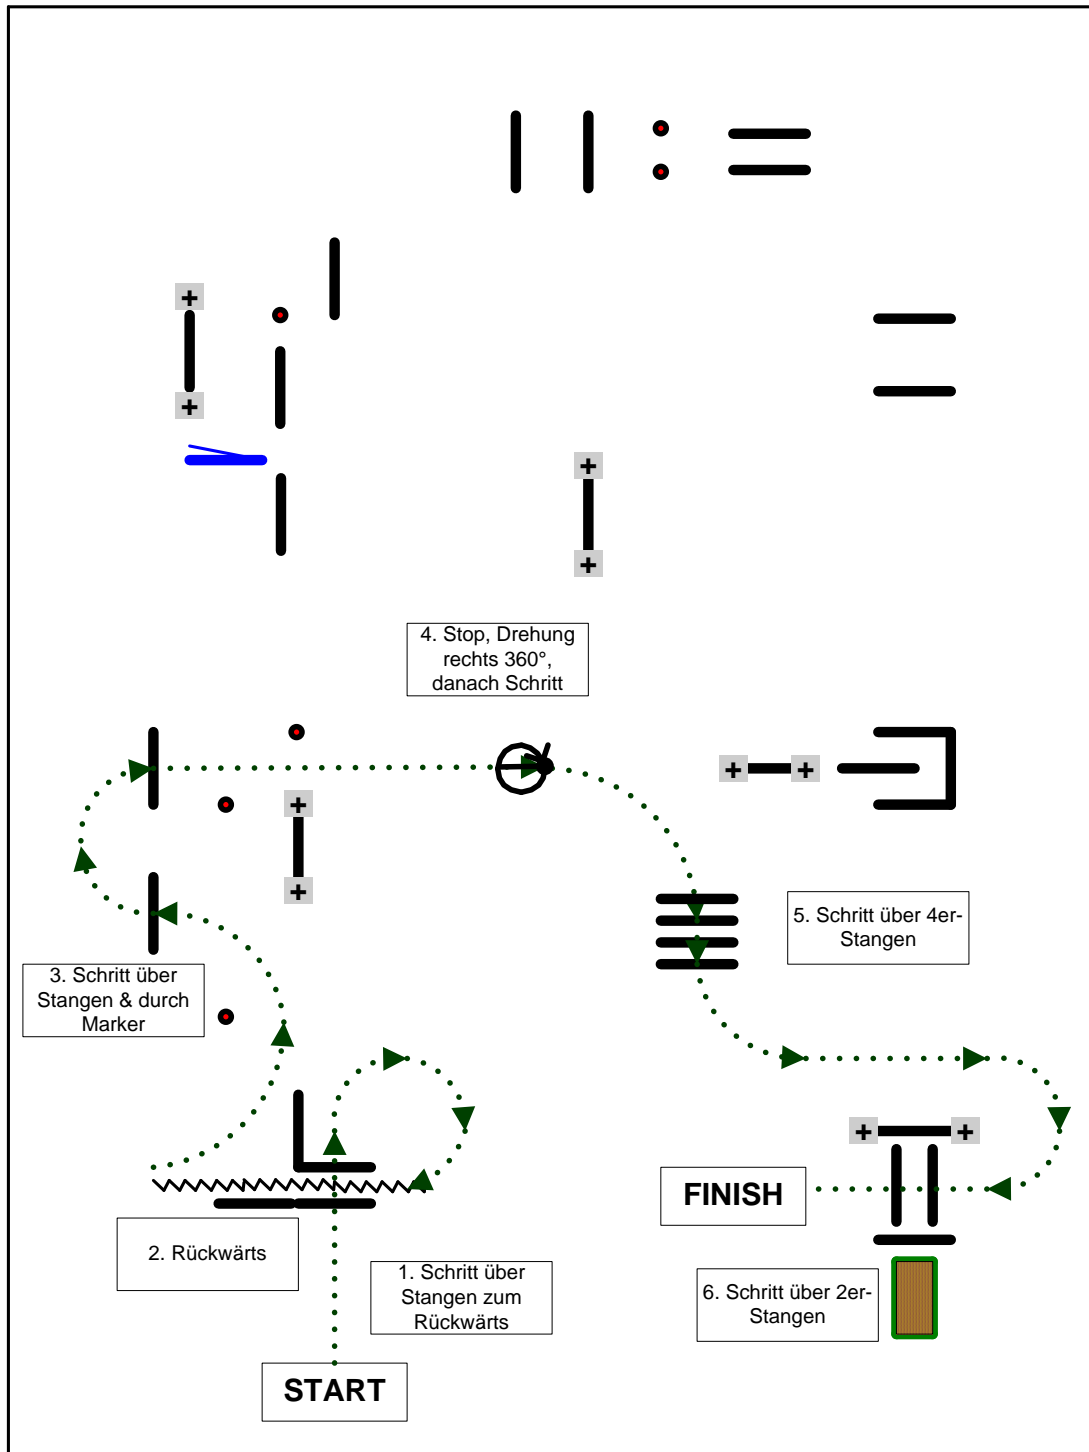 4. Stop, Drehung
rechts 360°,
danach Schritt
5. Schritt über 4er-
Stangen
3. Schritt über
Stangen & durch
Marker
FINISH
2. Rückwärts
1. Schritt über
Stangen zum
Rückwärts
6. Schritt über 2er-
Stangen
START